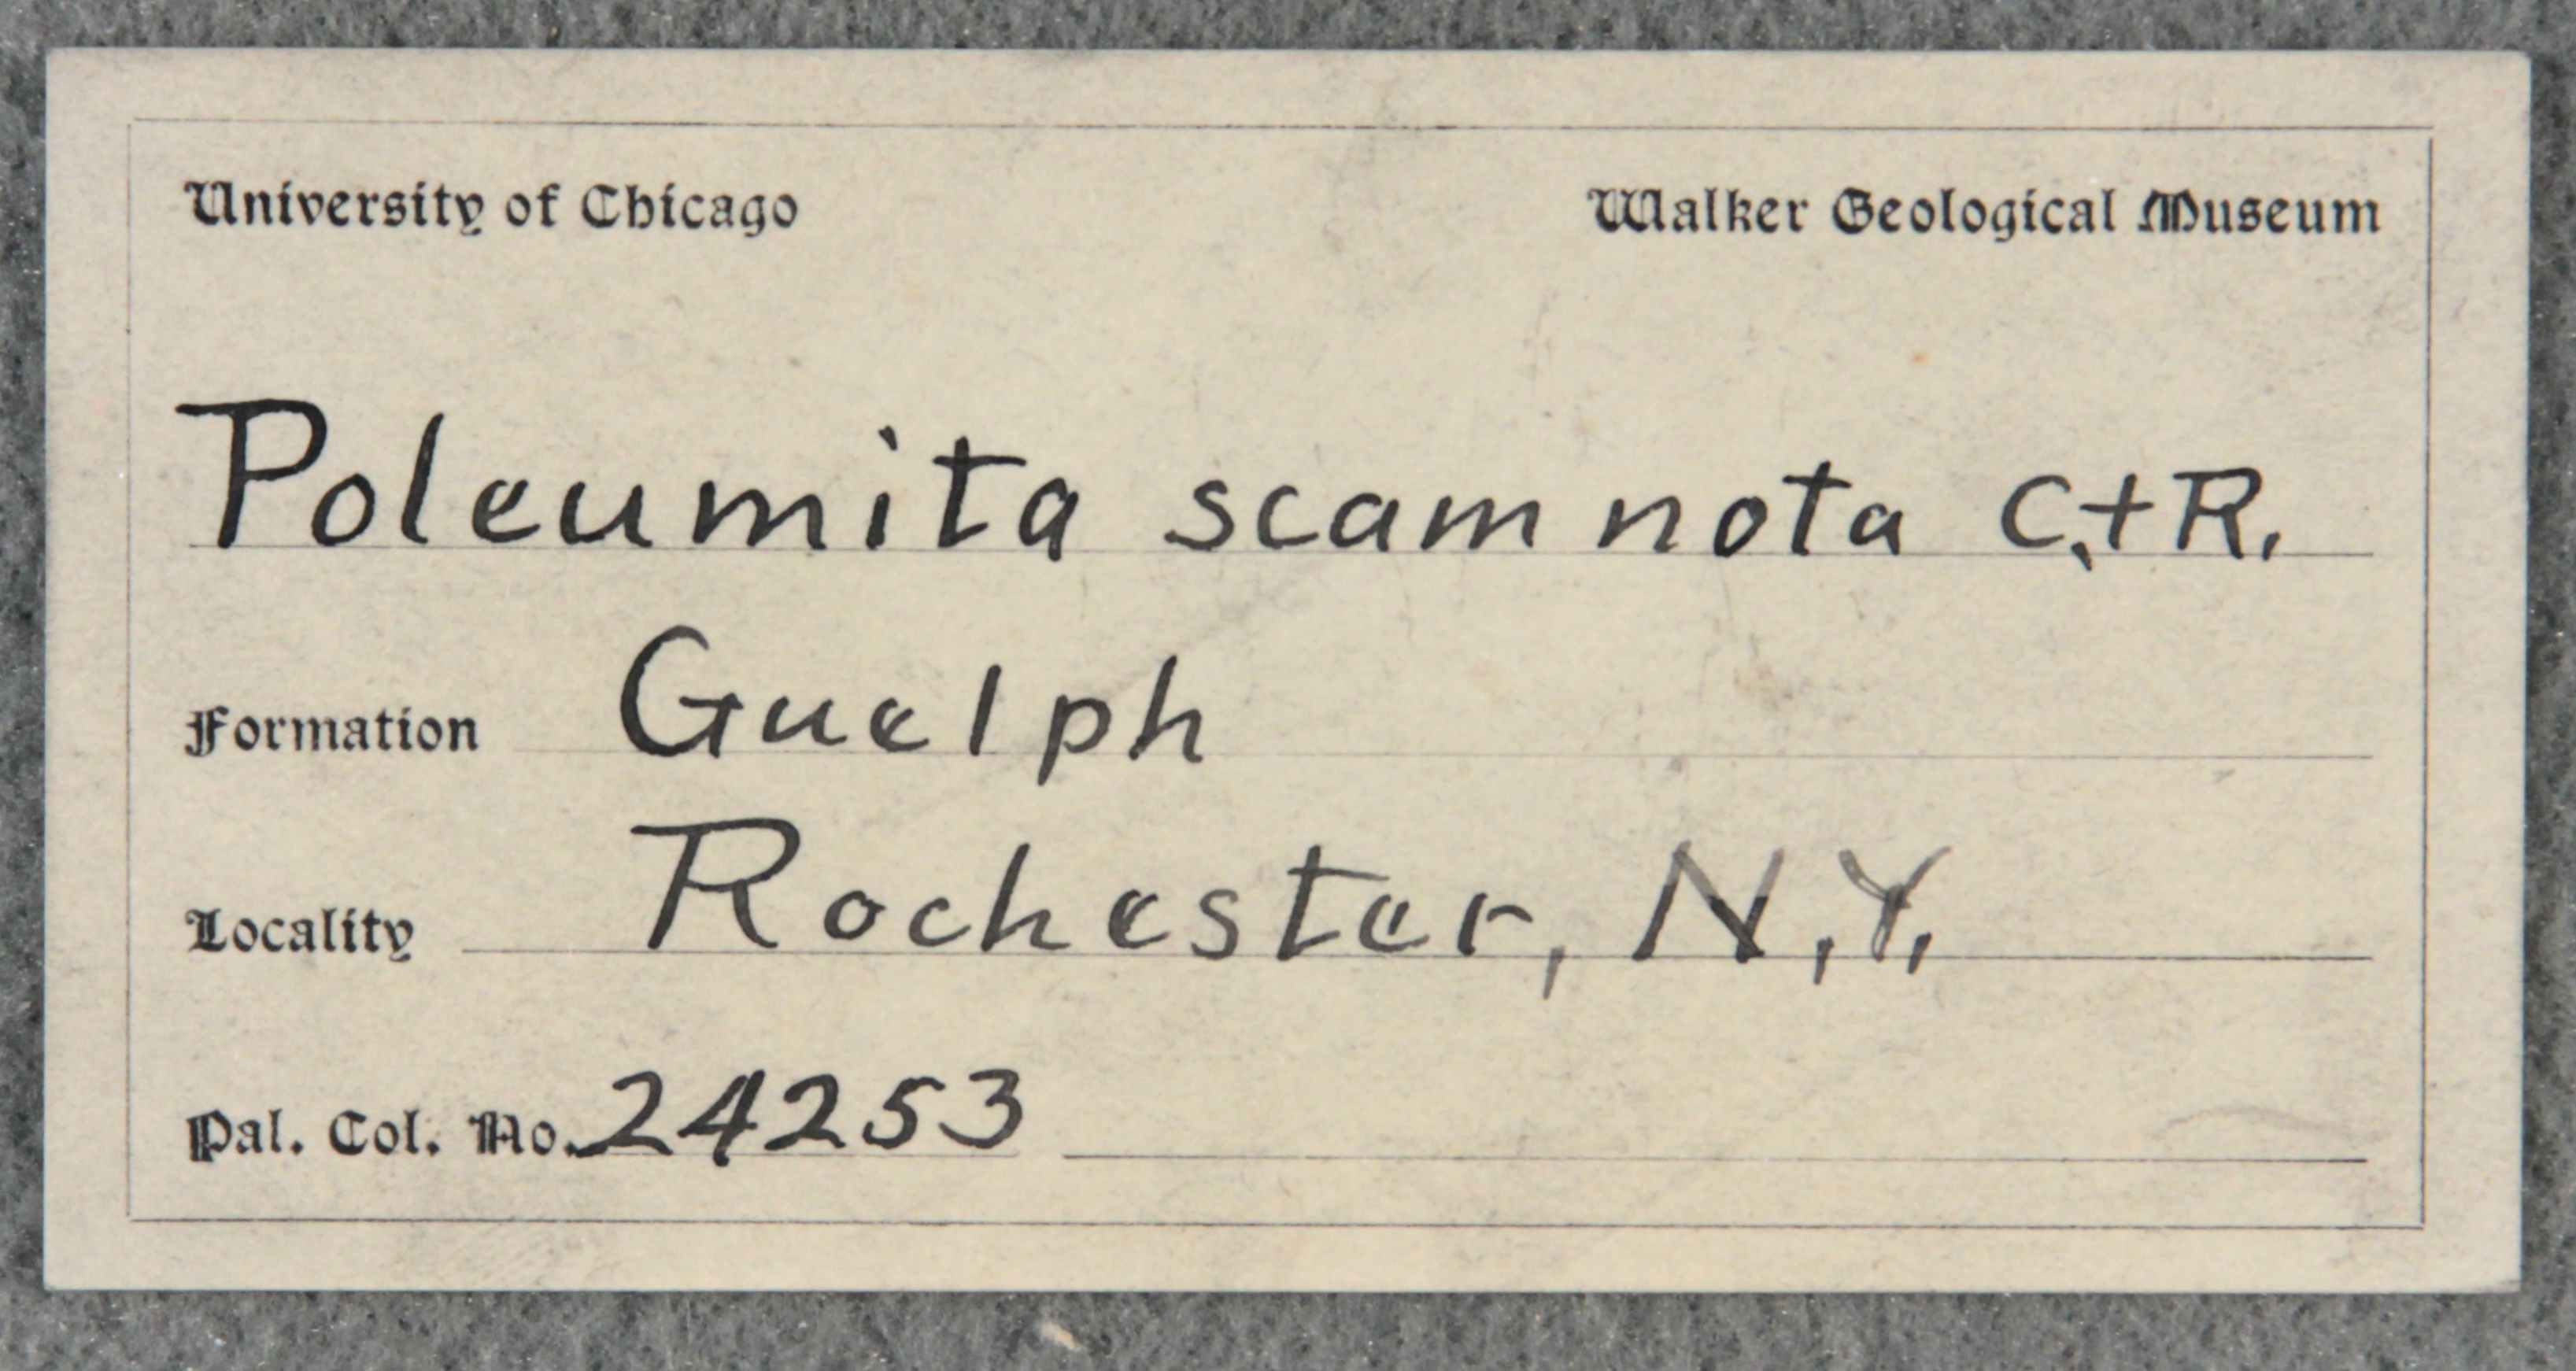 University of Chicago Walker Geological Museum
Poleumita scamnota C.+R.
Formation Guelph
Locality Rochester, N.Y.
Pal. Col. No. 24253